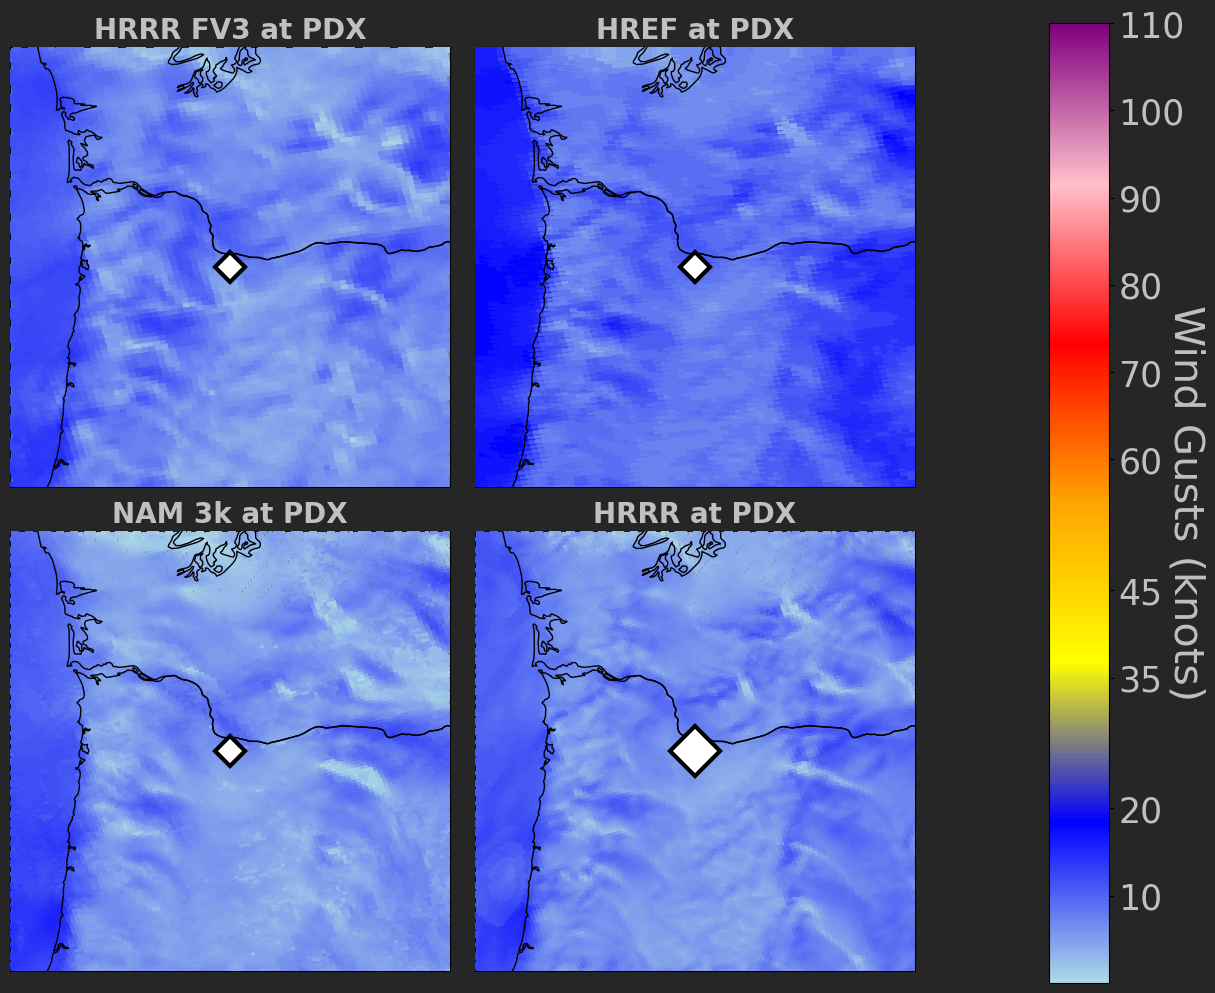 HRRR FV3 at PDX
HREF at PDX
NAM 3k at PDX
HRRR at PDX
110
100
90
80
70
60
45
35
20
10
Wind Gusts (knots)